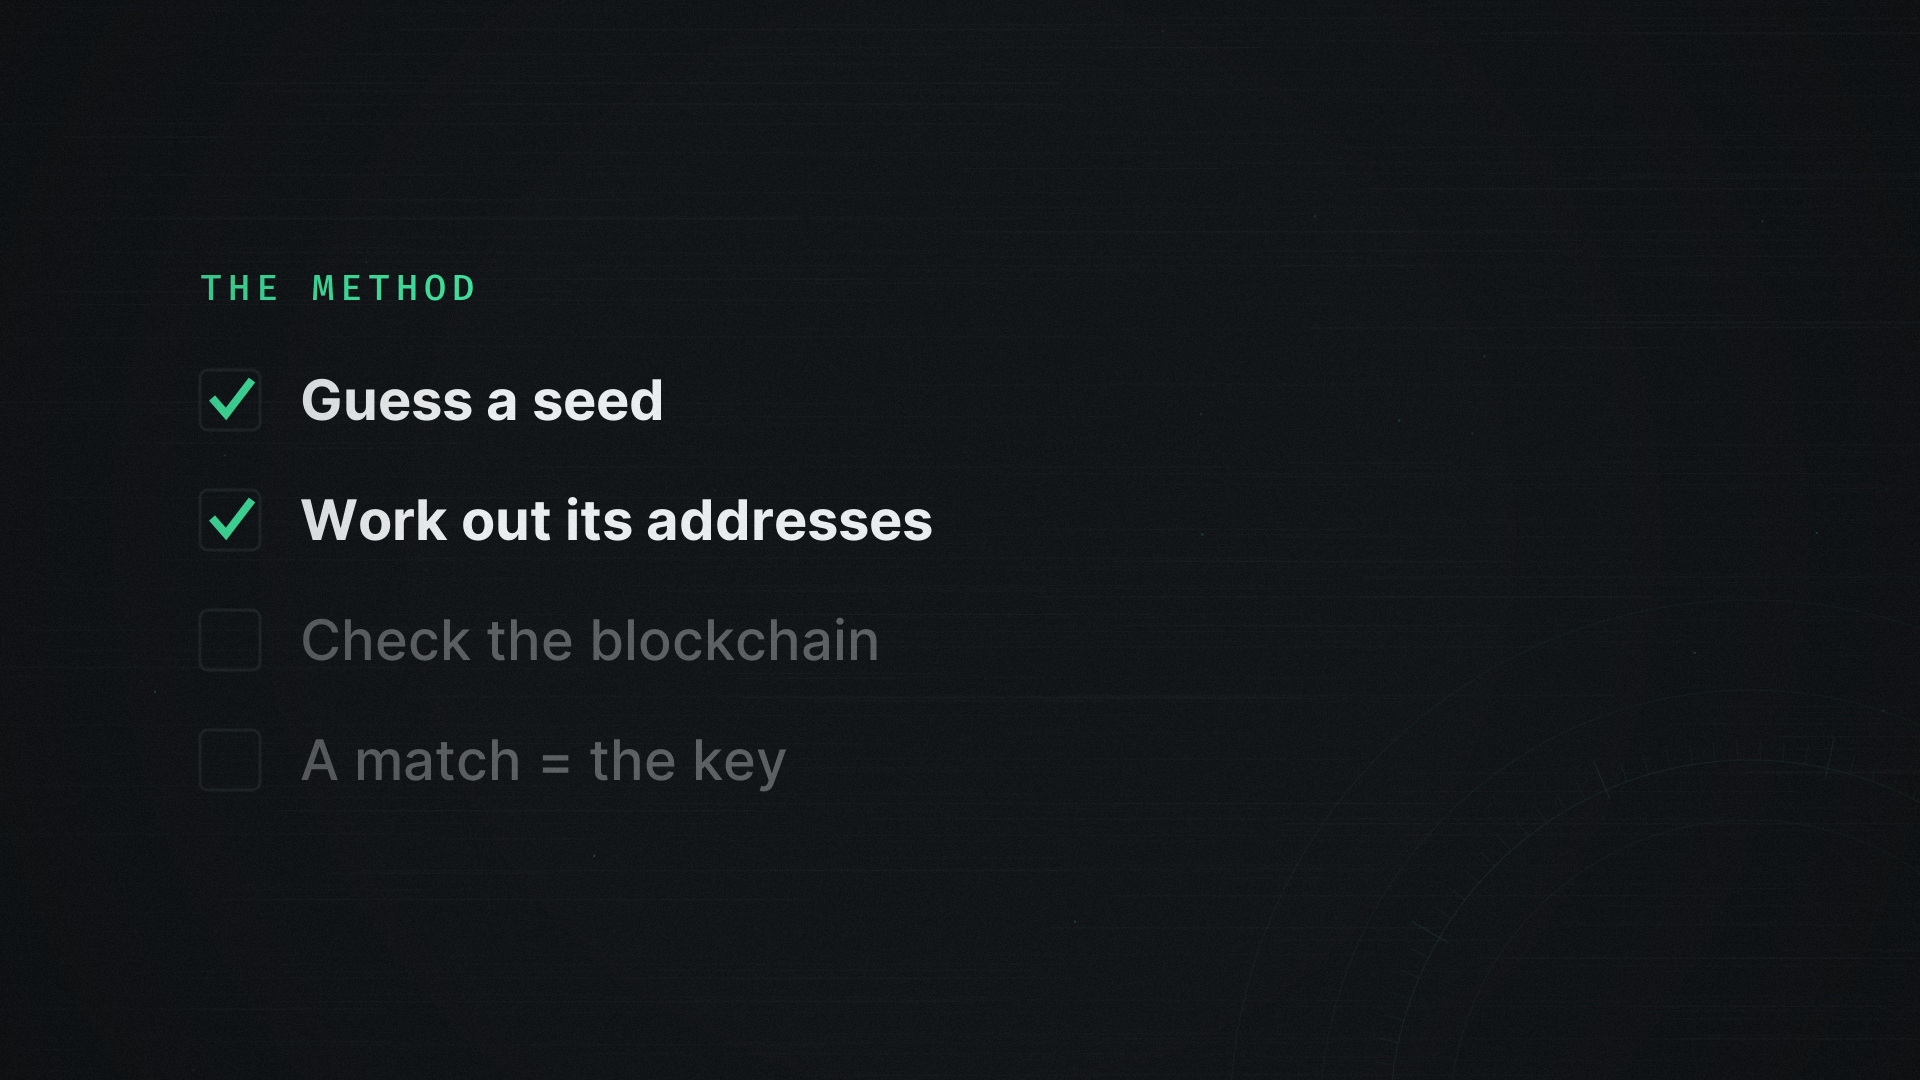 THE METHOD
Guess a seed
Work out its addresses
Check the blockchain
A match = the key